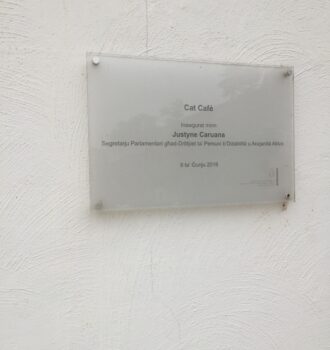 Cat Café
Inawgurat minn
Justyne Caruana
Segretarju Parlamentari għad-Drittijiet ta' Persuni b'Diżabilità u Anzjanità Attiva
8 ta' Ġunju 2016